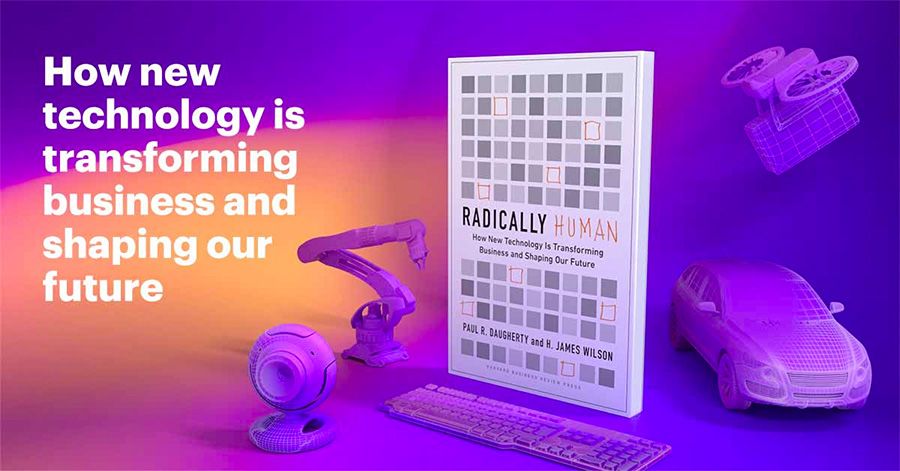 How new
technology is
transforming
business and
shaping our
future
RADICALLY HUMAN
How New Technology Is Transforming
Business and Shaping Our Future
PAUL R. DAUGHERTY and H. JAMES WILSON
HARVARD BUSINESS REVIEW PRESS